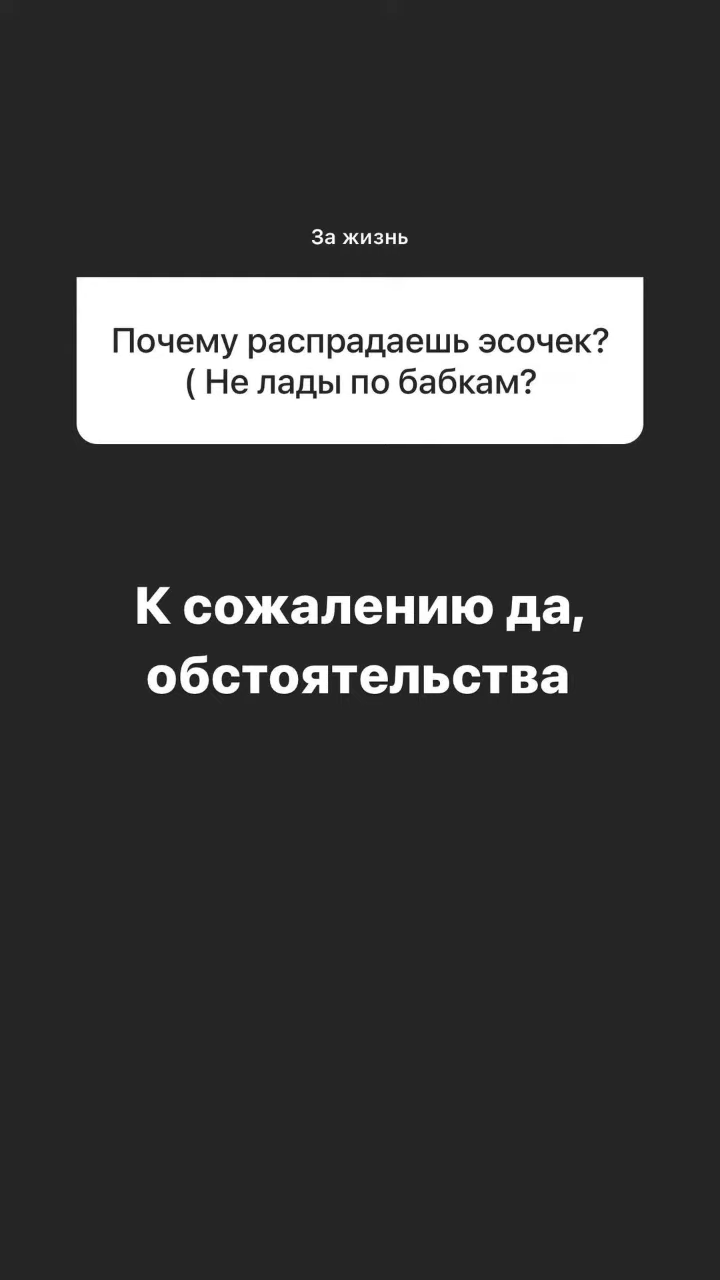 За жизнь
Почему распрадаешь эсочек?
( Не лады по бабкам?
К сожалению да,
обстоятельства